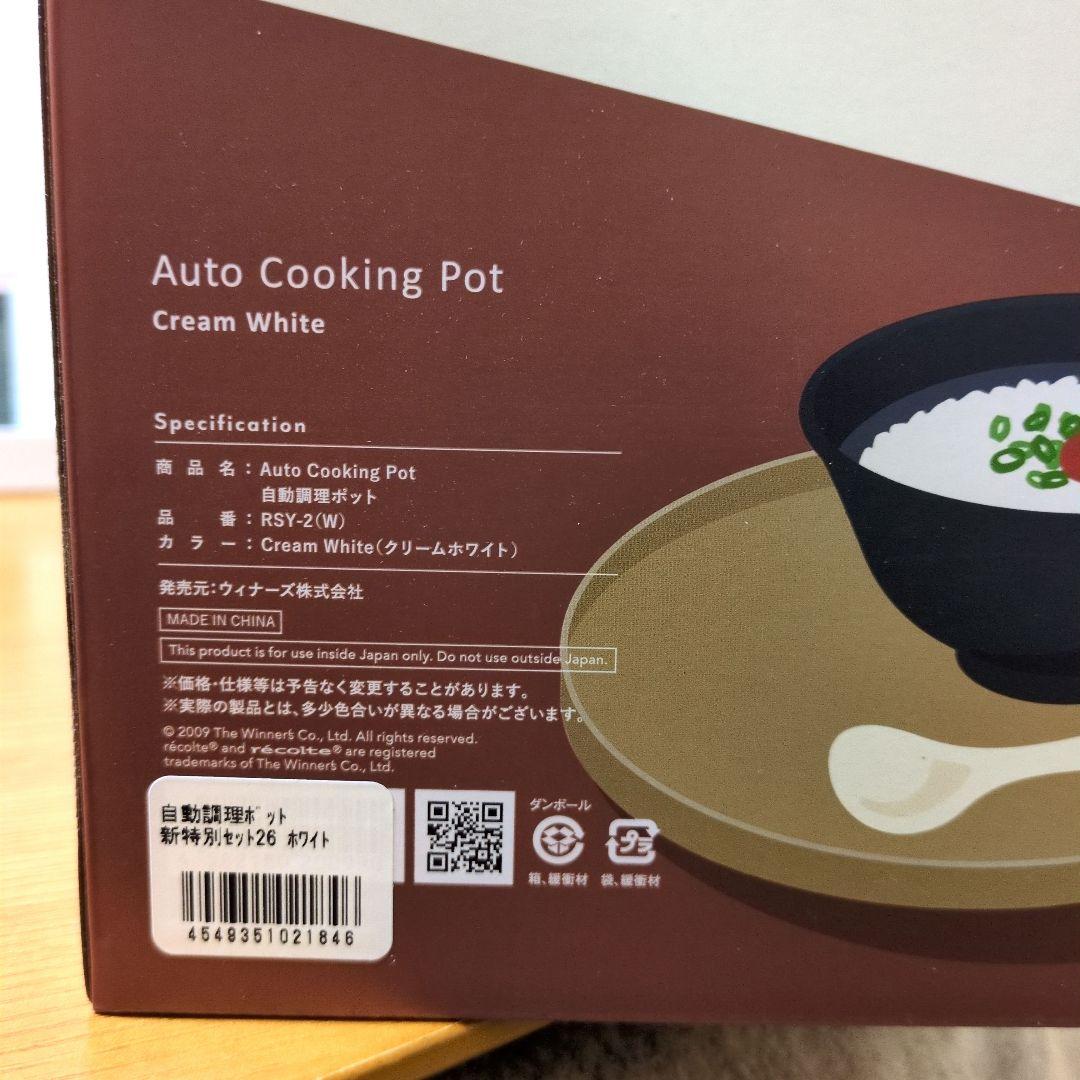 Auto Cooking Pot
Cream White
Specification
商品名：Auto Cooking Pot
自動調理ポット
品番：RSY-2(W)
カラー：Cream White(クリームホワイト)
発売元：ウィナーズ株式会社
MADE IN CHINA
This product is for use inside Japan only. Do not use outside Japan.
※価格・仕様等は予告なく変更することがあります。
※実際の製品とは、多少色合いが異なる場合がございます。
© 2009 The Winner's Co., Ltd. All rights reserved.
récolte® and récolte® are registered
trademarks of The Winner's Co., Ltd.
自動調理ﾎﾟｯﾄ
新特別ｾｯﾄ26 ﾎﾜｲﾄ
4549351021846
ダンボール
プラ
箱、緩衝材
袋、緩衝材